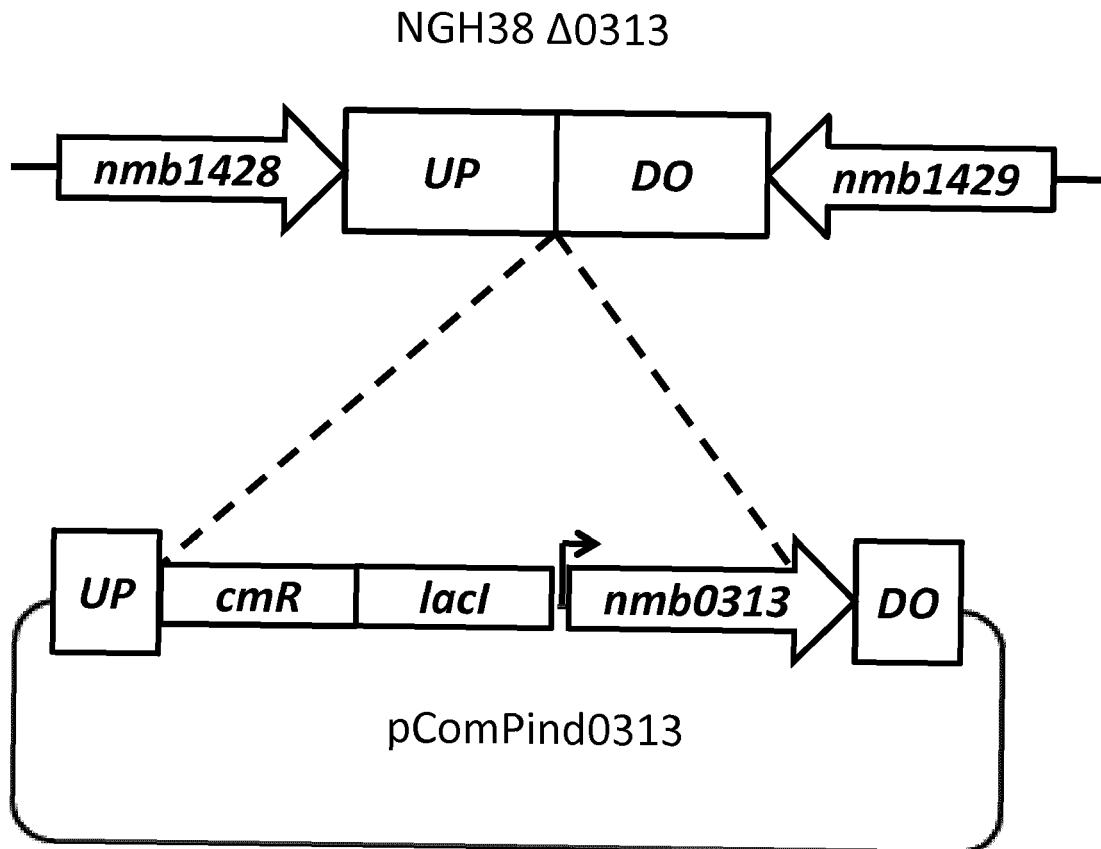 NGH38 Δ0313
nmb1428 UP DO nmb1429
UP cmR lacI nmb0313 DO
pComPind0313